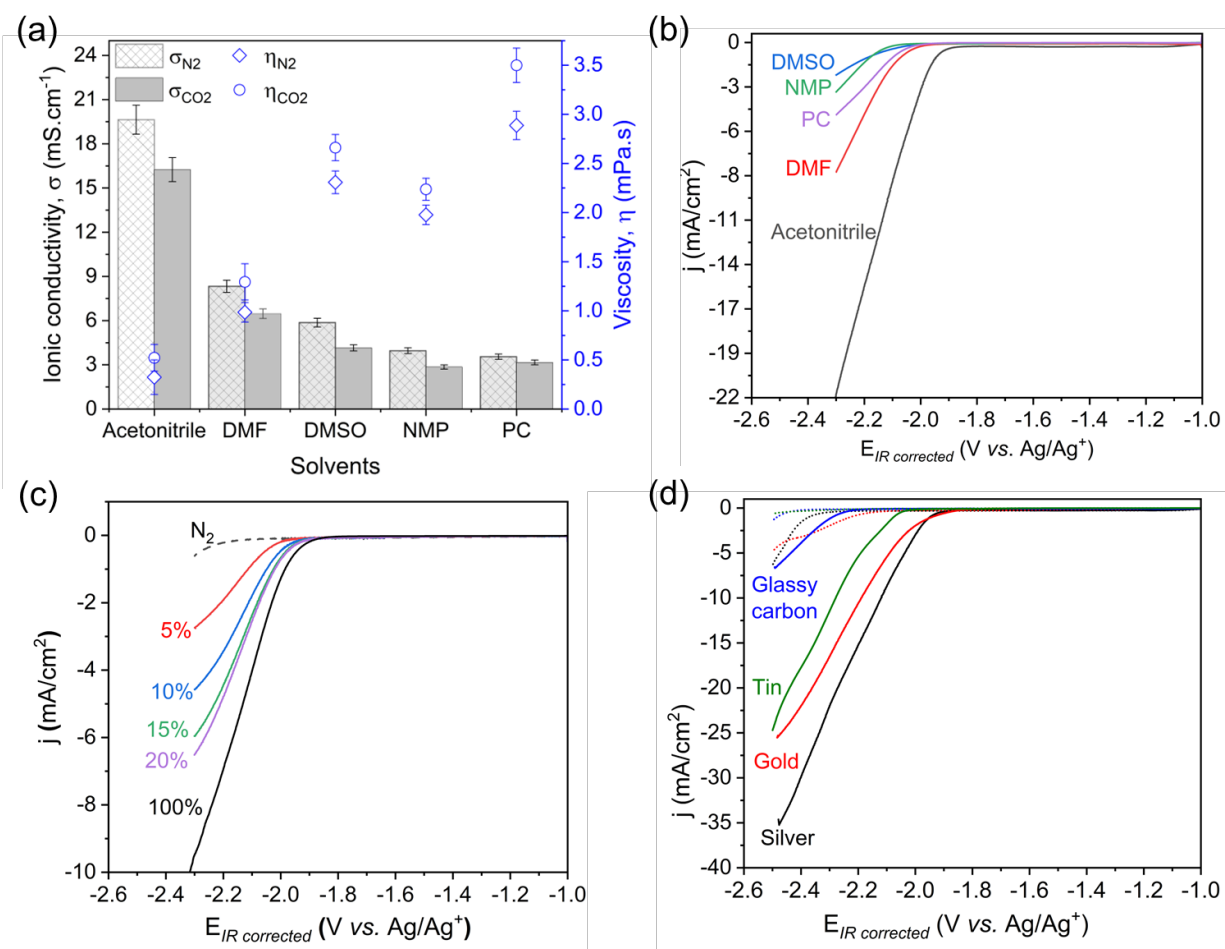 (a)
σN2
ηN2
σCO2
ηCO2
24
21
18
15
12
9
6
3
0
Ionic conductivity, σ (mS.cm-1)
3.5
3.0
2.5
2.0
1.5
1.0
0.5
0.0
Viscosity, η (mPa.s)
Acetonitrile DMF DMSO NMP PC
Solvents
(b)
0
-3
-6
-8
-11
-14
-16
-19
-22
j (mA/cm2)
DMSO
NMP
PC
DMF
Acetonitrile
-2.6 -2.4 -2.2 -2.0 -1.8 -1.6 -1.4 -1.2 -1.0
EIR corrected (V vs. Ag/Ag+)
(c)
0
-2
-4
-6
-8
-10
j (mA/cm2)
N2
5%
10%
15%
20%
100%
-2.6 -2.4 -2.2 -2.0 -1.8 -1.6 -1.4 -1.2 -1.0
EIR corrected (V vs. Ag/Ag+)
(d)
0
-5
-10
-15
-20
-25
-30
-35
-40
j (mA/cm2)
Glassy
carbon
Tin
Gold
Silver
-2.6 -2.4 -2.2 -2.0 -1.8 -1.6 -1.4 -1.2 -1.0
EIR corrected (V vs. Ag/Ag+)